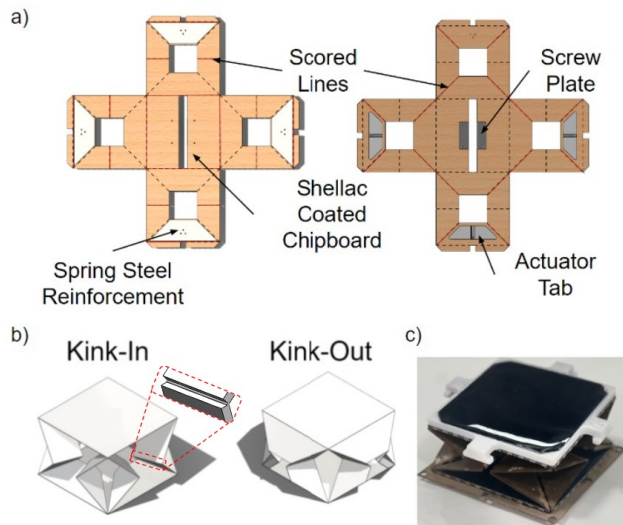 a)
Scored
Lines
Screw
Plate
Shellac
Coated
Chipboard
Spring Steel
Reinforcement
Actuator
Tab
b)
Kink-In
Kink-Out
c)